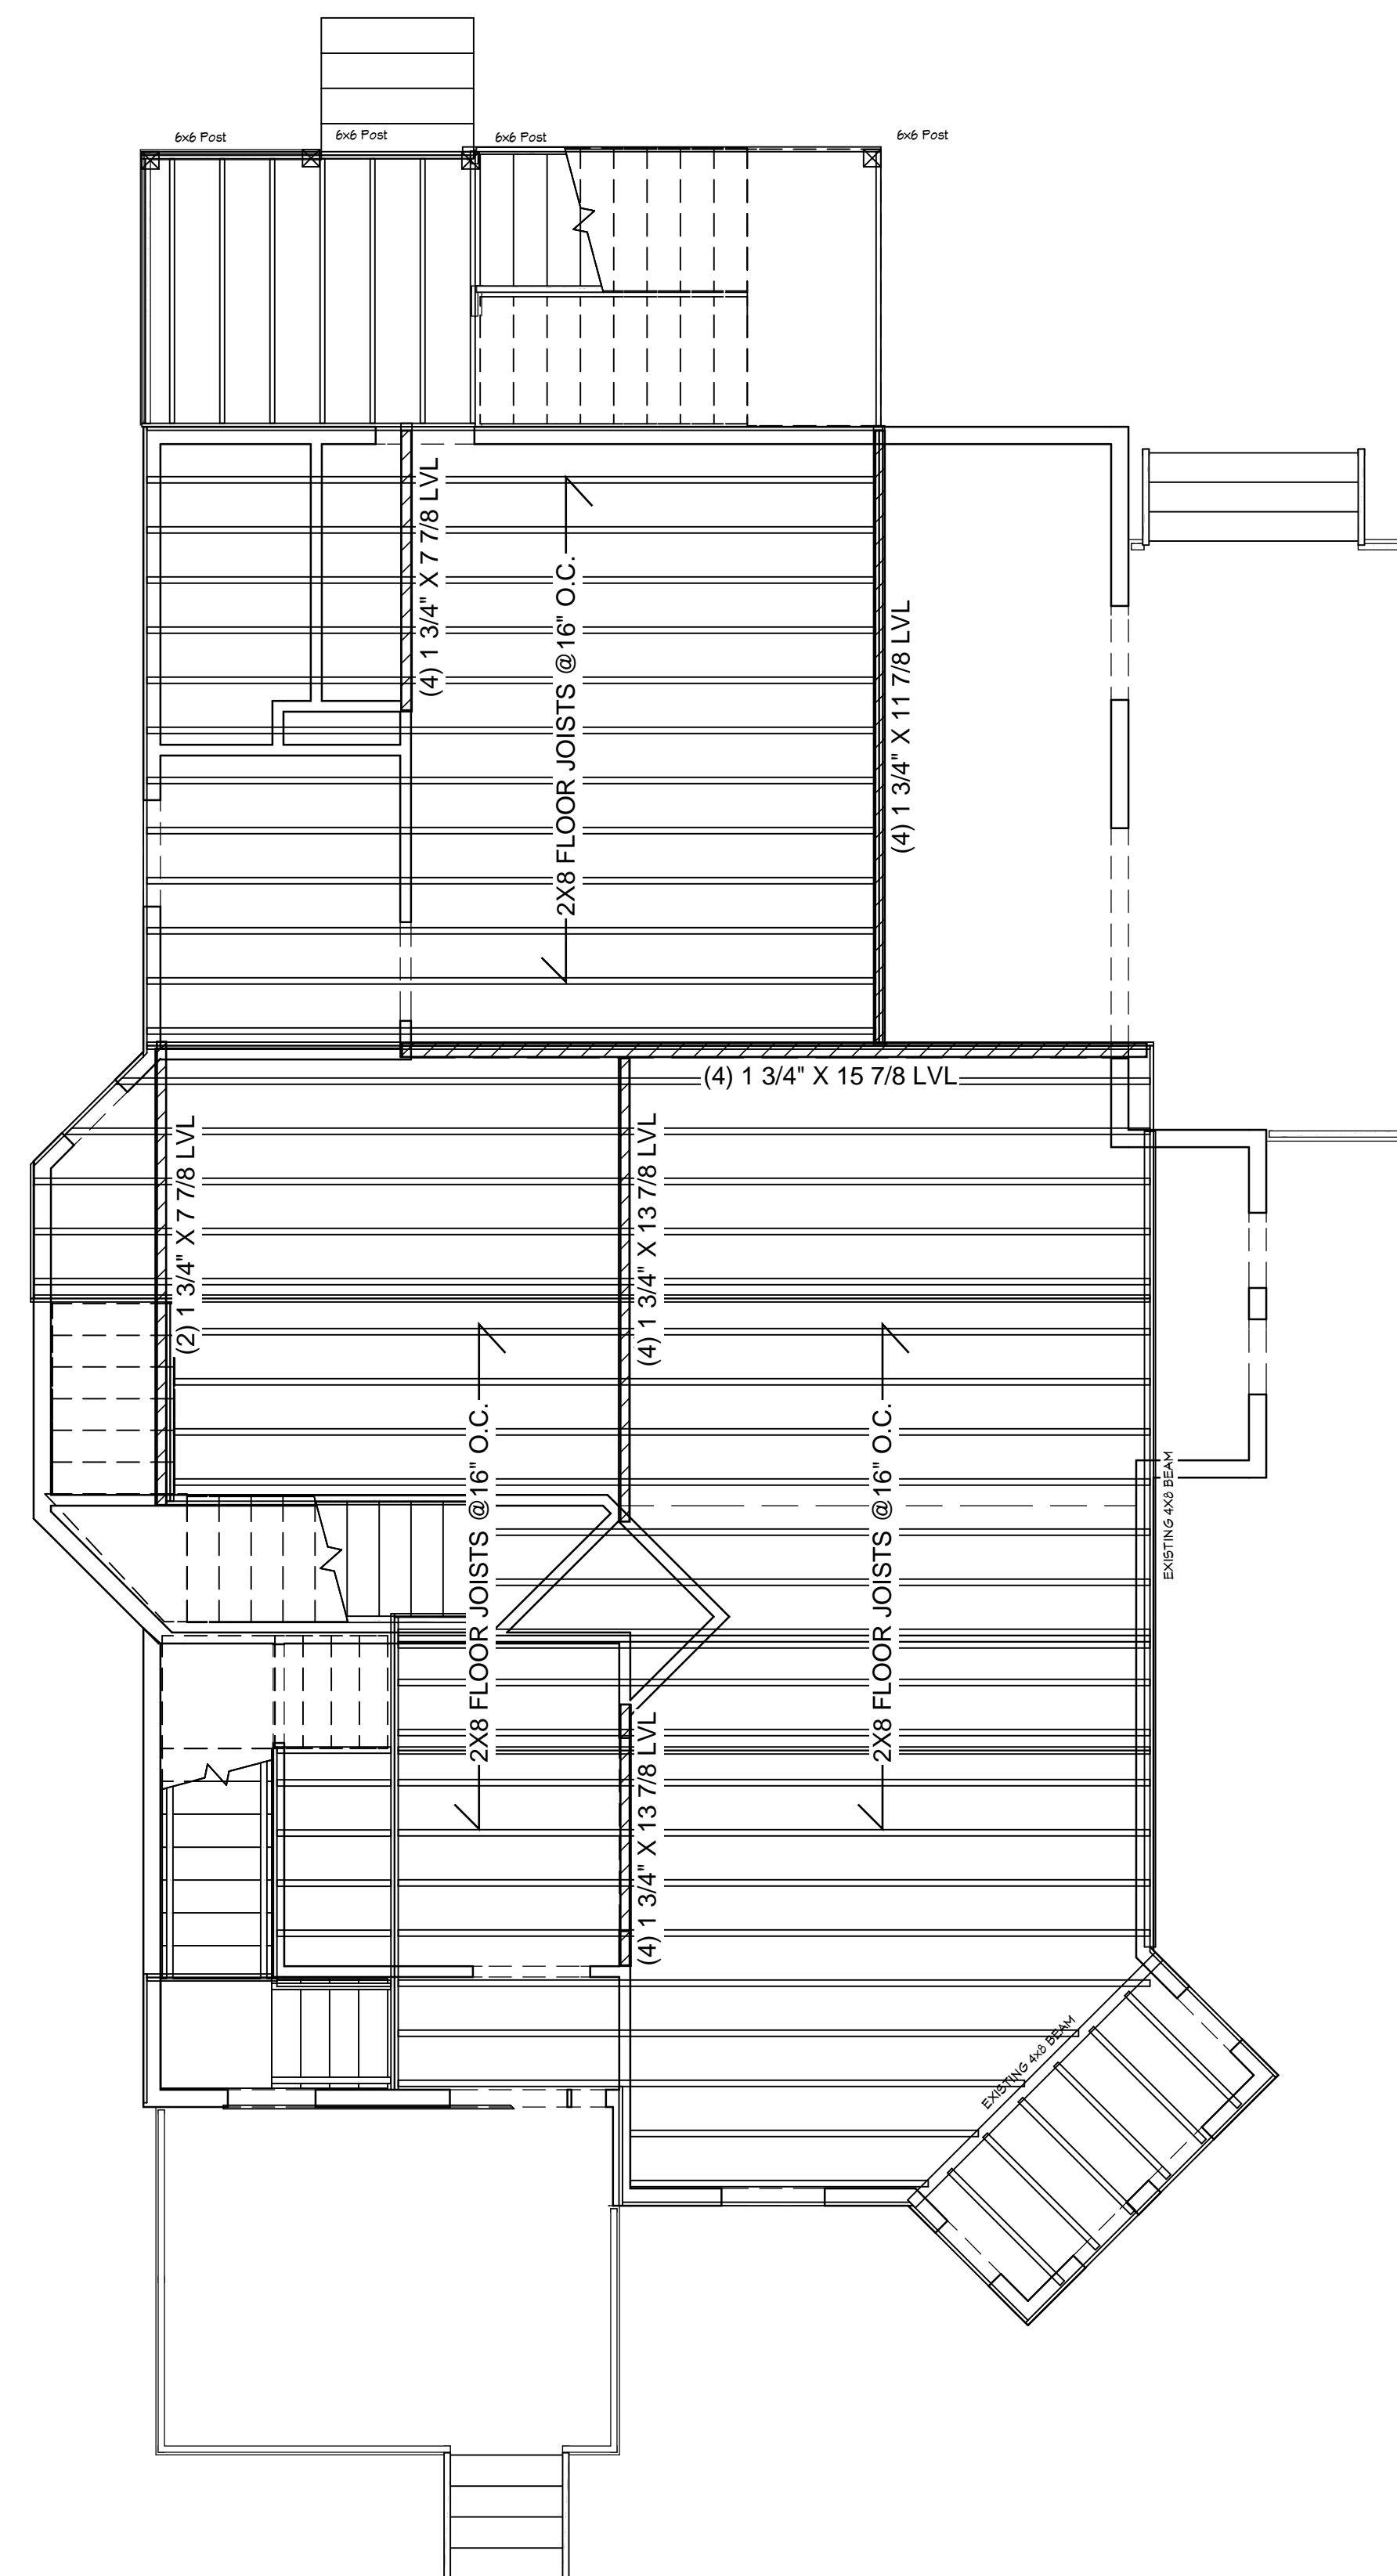 6x6 Post
6x6 Post
6x6 Post
6x6 Post
(4) 1 3/4" X 7 7/8 LVL
2X8 FLOOR JOISTS @16" O.C.
(4) 1 3/4" X 11 7/8 LVL
(4) 1 3/4" X 15 7/8 LVL
(2) 1 3/4" X 7 7/8 LVL
(4) 1 3/4" X 13 7/8 LVL
2X8 FLOOR JOISTS @16" O.C.
2X8 FLOOR JOISTS @16" O.C.
EXISTING 4X8 BEAM
(4) 1 3/4" X 13 7/8 LVL
EXISTING 4x8 BEAM